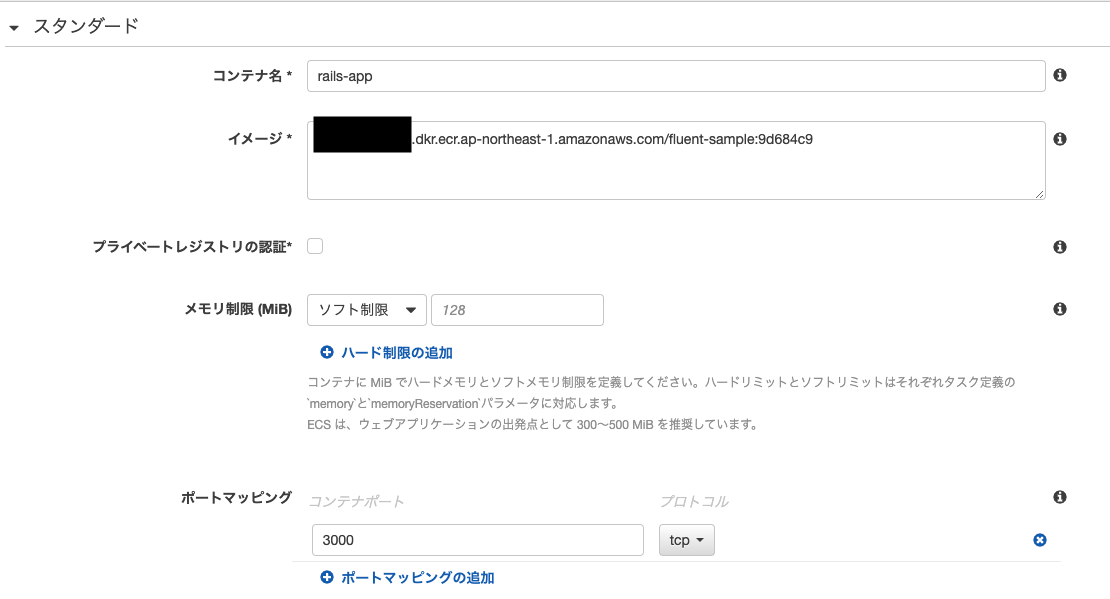 スタンダード
コンテナ名 * rails-app
イメージ * .dkr.ecr.ap-northeast-1.amazonaws.com/fluent-sample:9d684c9
プライベートレジストリの認証*
メモリ制限 (MiB) ソフト制限 128
ハード制限の追加
コンテナに MiB でハードメモリとソフトメモリ制限を定義してください。ハードリミットとソフトリミットはそれぞれタスク定義の
`memory`と`memoryReservation`パラメータに対応します。
ECS は、ウェブアプリケーションの出発点として 300〜500 MiB を推奨しています。
ポートマッピング コンテナポート プロトコル
3000 tcp
ポートマッピングの追加